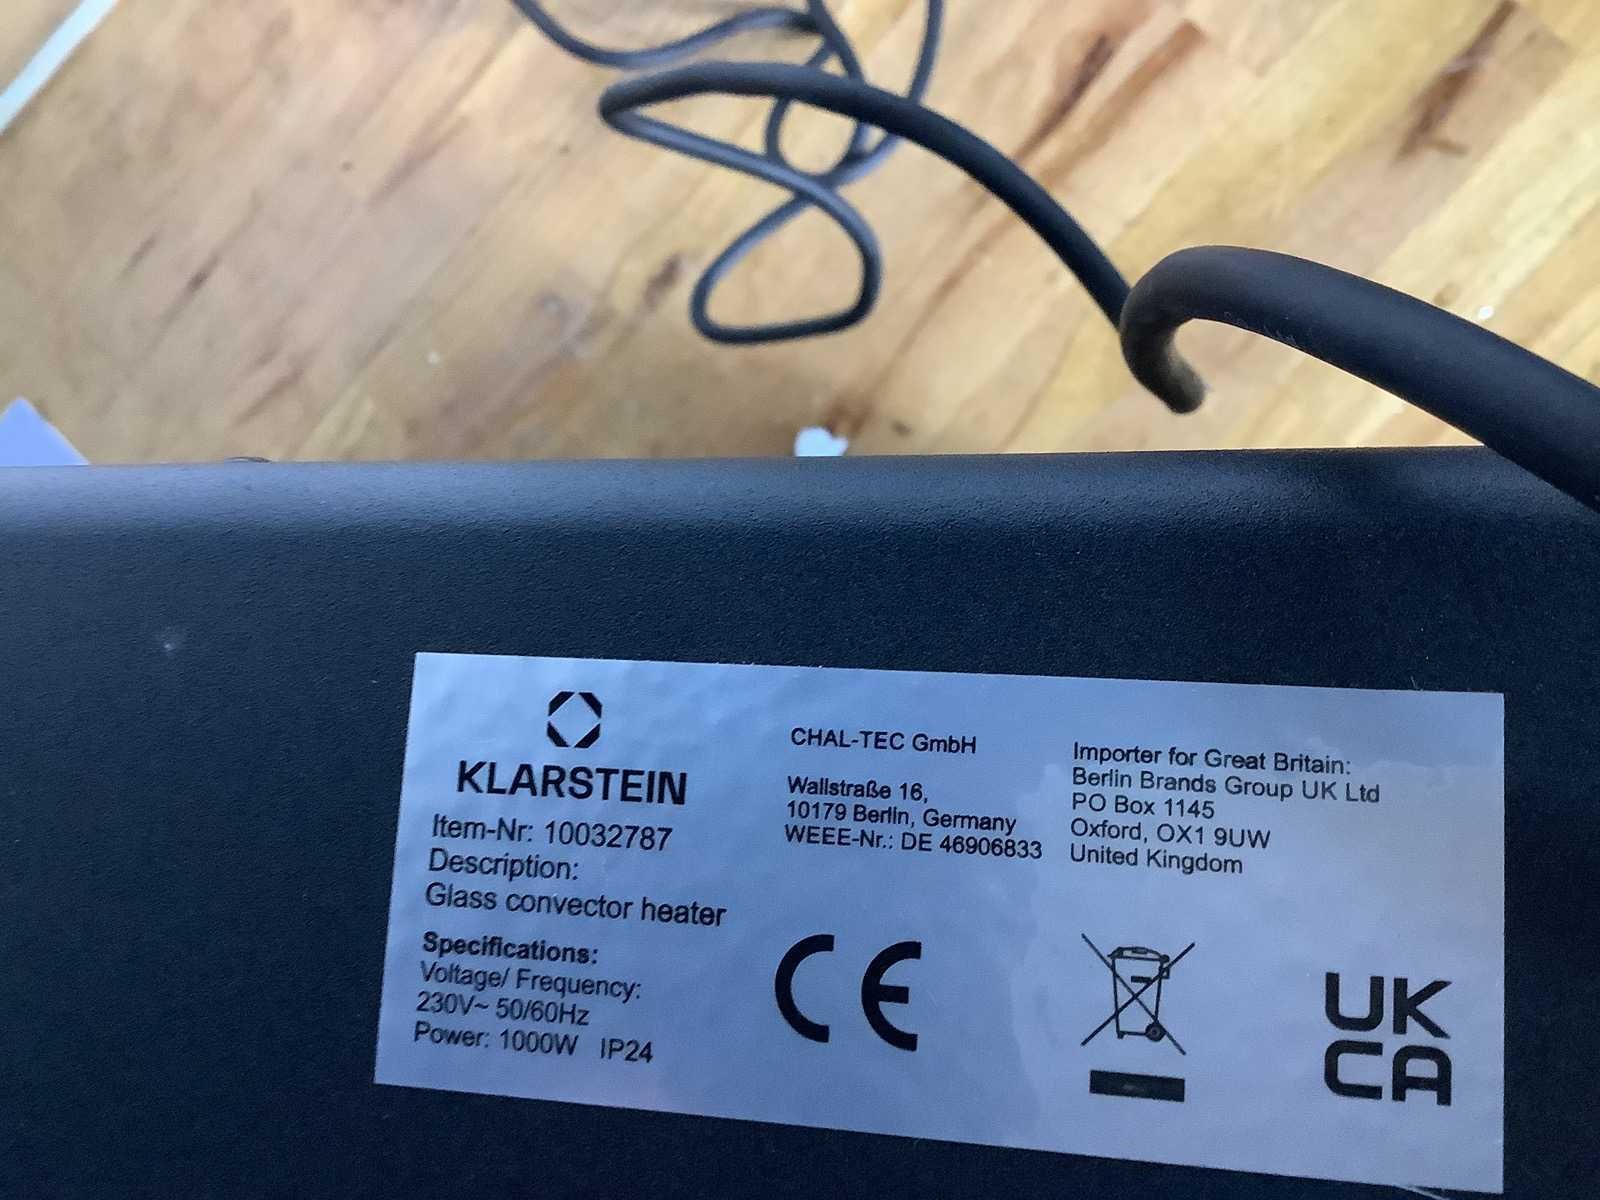 KLARSTEIN
Item-Nr: 10032787
Description:
Glass convector heater
Specifications:
Voltage/ Frequency:
230V~ 50/60Hz
Power: 1000W IP24
CHAL-TEC GmbH
Wallstraße 16,
10179 Berlin, Germany
WEEE-Nr.: DE 46906833
Importer for Great Britain:
Berlin Brands Group UK Ltd
PO Box 1145
Oxford, OX1 9UW
United Kingdom
CE
UK
CA